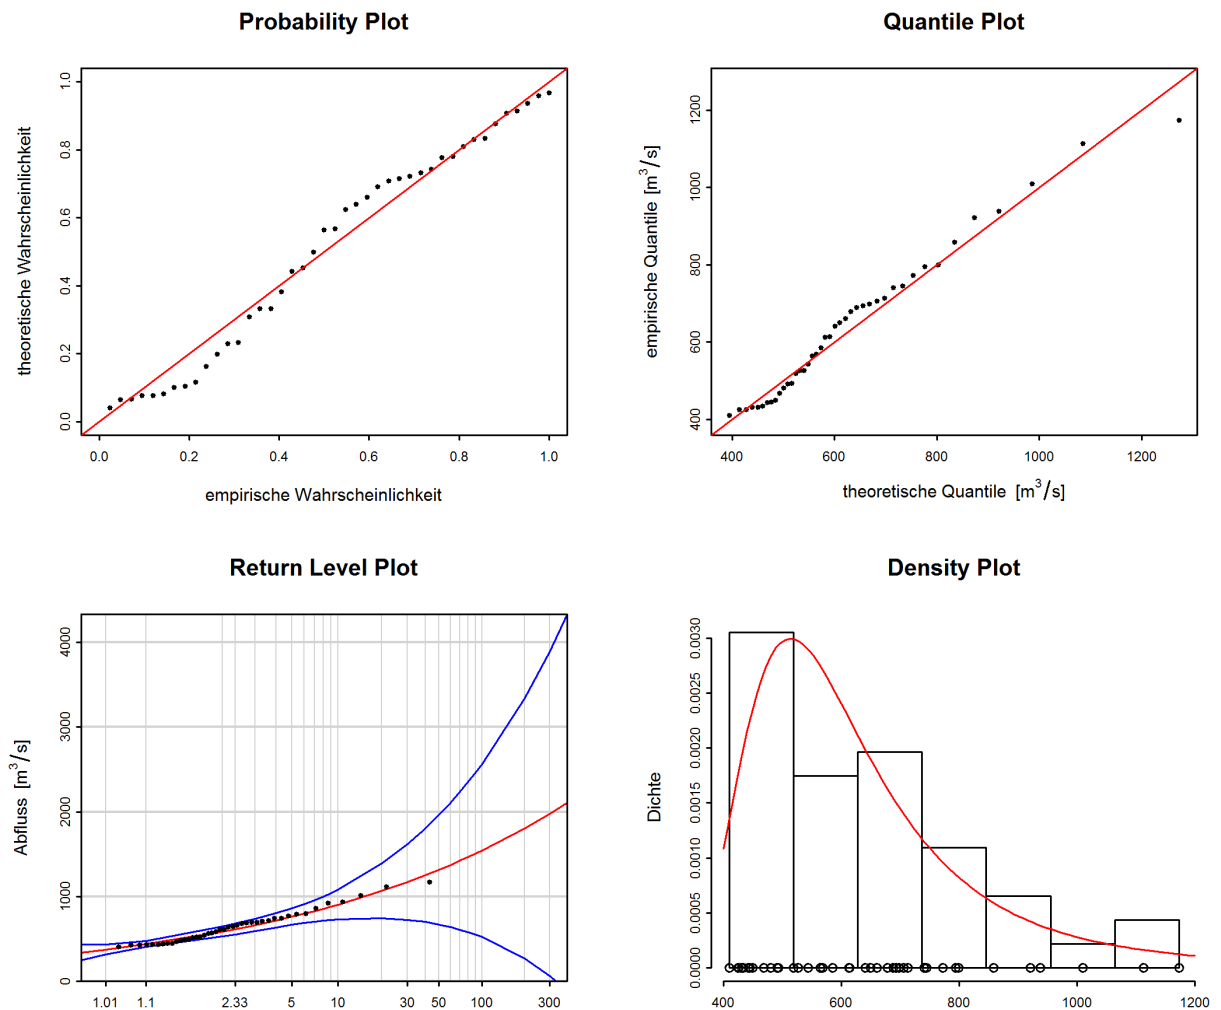 Probability Plot
theoretische Wahrscheinlichkeit
0.0 0.2 0.4 0.6 0.8 1.0
0.0 0.2 0.4 0.6 0.8 1.0
empirische Wahrscheinlichkeit
Quantile Plot
empirische Quantile [m³/s]
400 600 800 1000 1200
400 600 800 1000 1200
theoretische Quantile [m³/s]
Return Level Plot
Abfluss [m³/s]
0 1000 2000 3000 4000
1.01 1.1 2.33 5 10 30 50 100 300
Density Plot
Dichte
0.0000 0.0005 0.0010 0.0015 0.0020 0.0025 0.0030
400 600 800 1000 1200